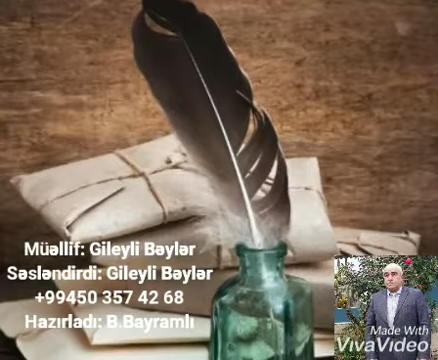 Müəllif: Gileyli Bəylər
Səsləndirdi: Gileyli Bəylər
+99450 357 42 68
Hazırladı: B.Bayramlı
Made With
VivaVideo